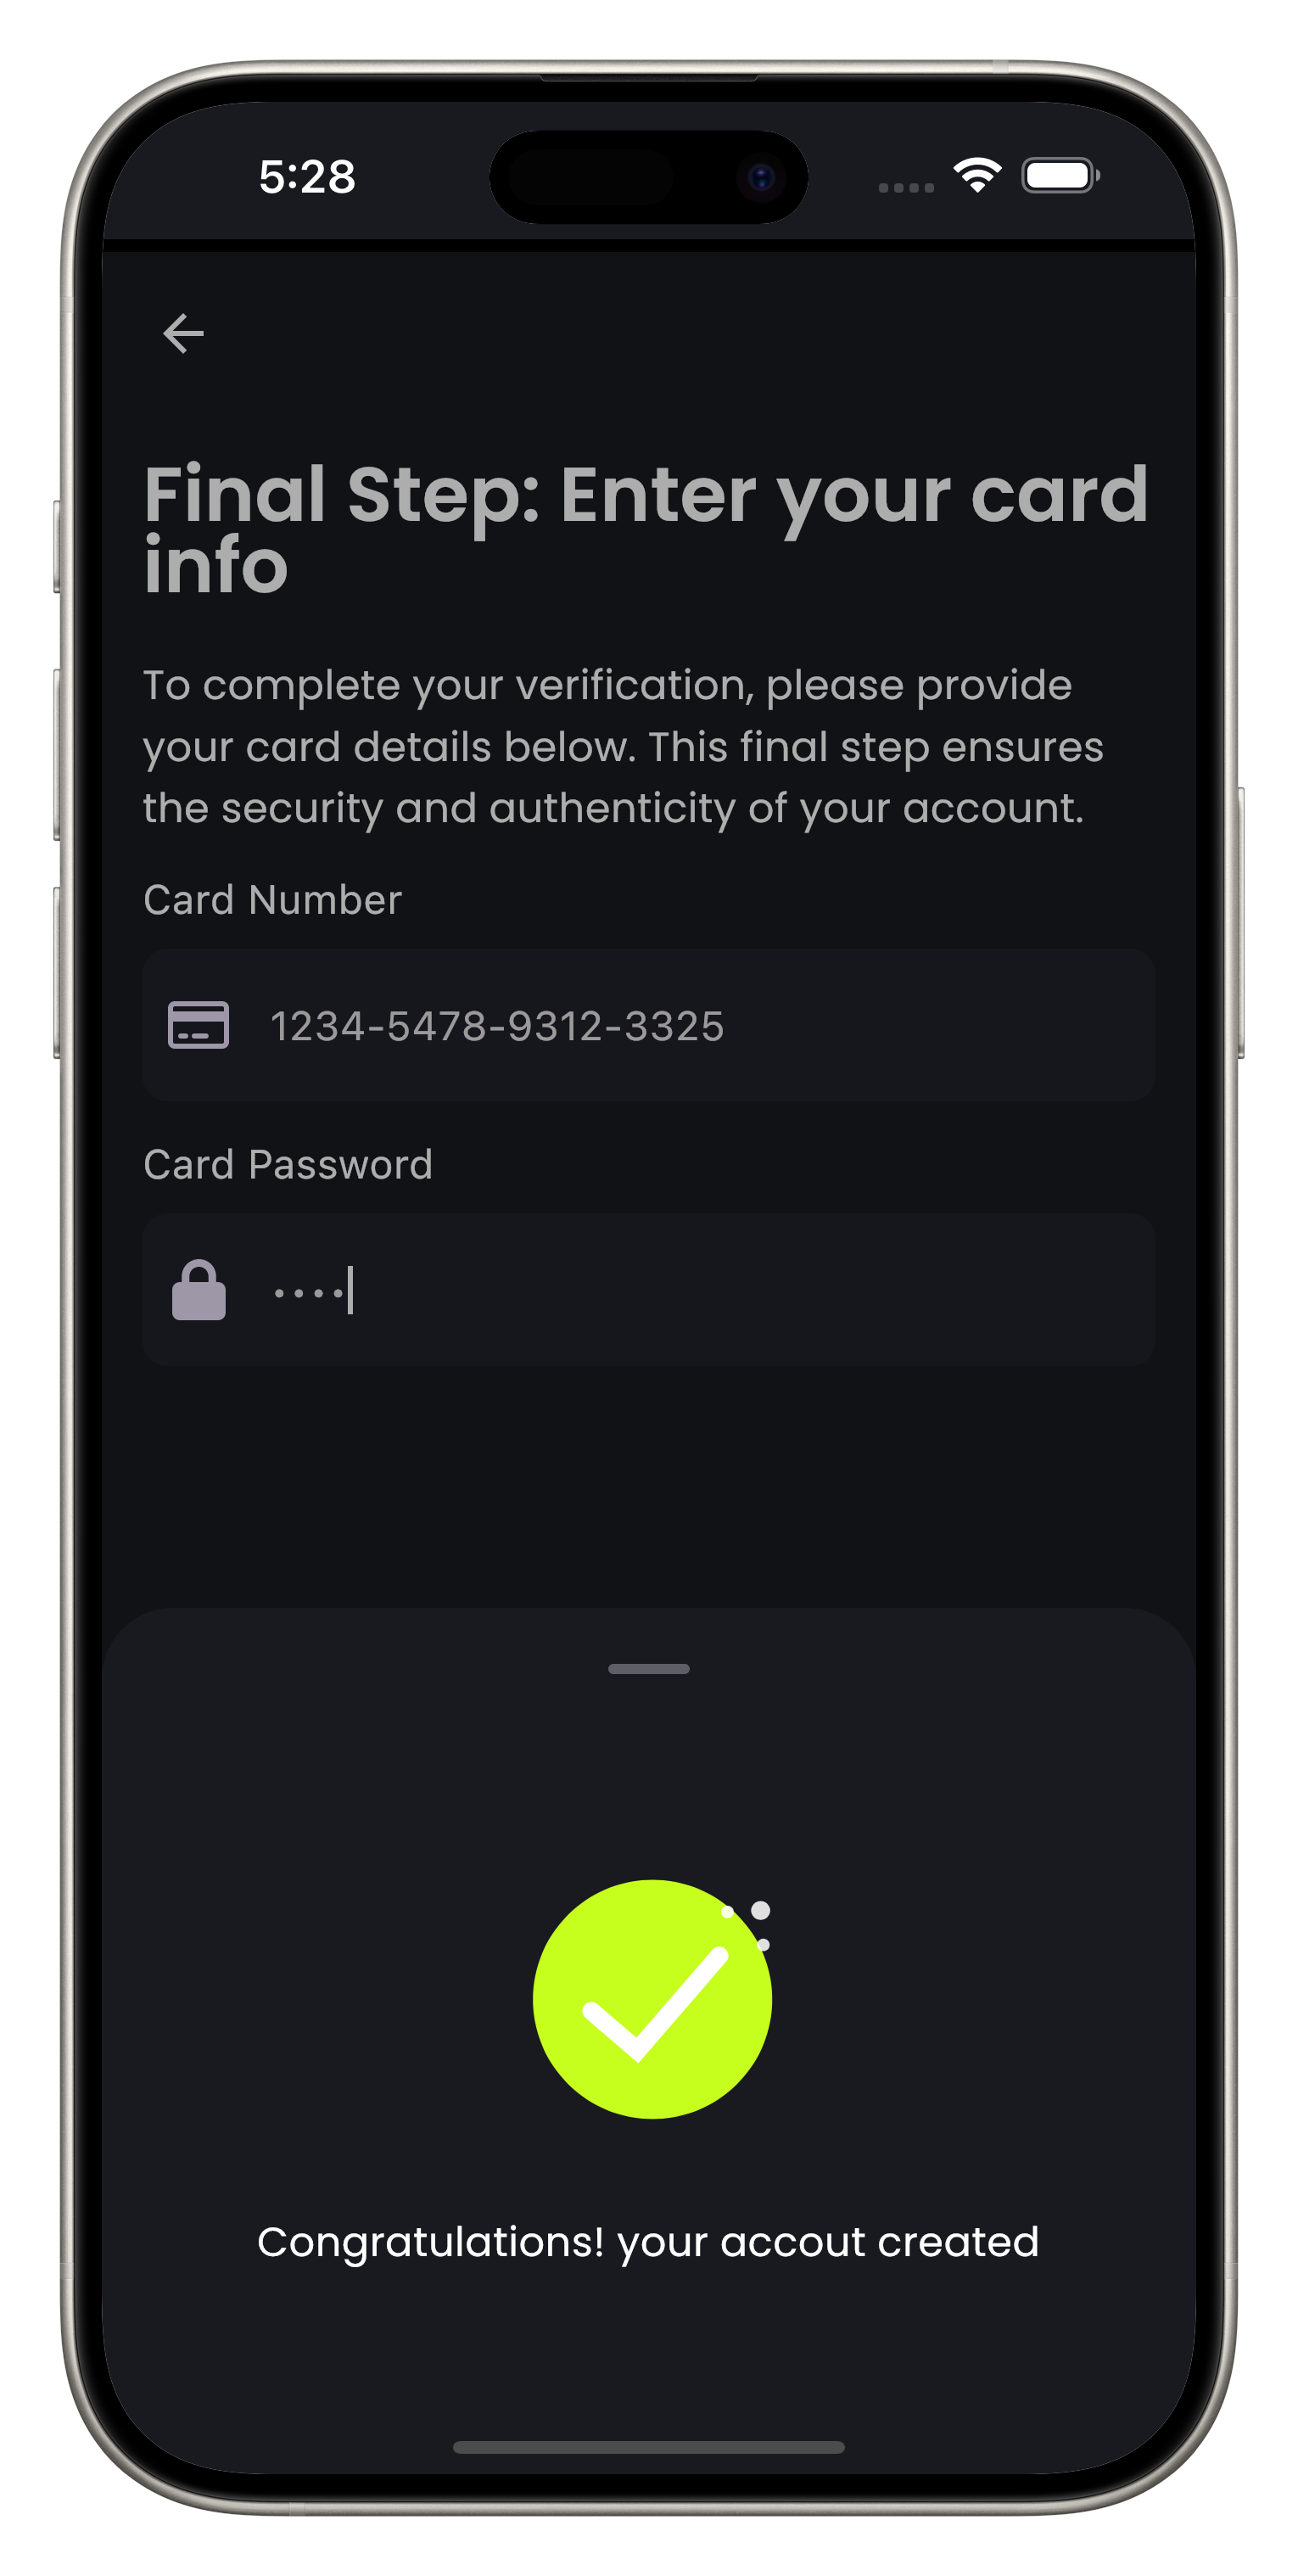 5:28
Final Step: Enter your card
info
To complete your verification, please provide
your card details below. This final step ensures
the security and authenticity of your account.
Card Number
1234-5478-9312-3325
Card Password
····
Congratulations! your accout created